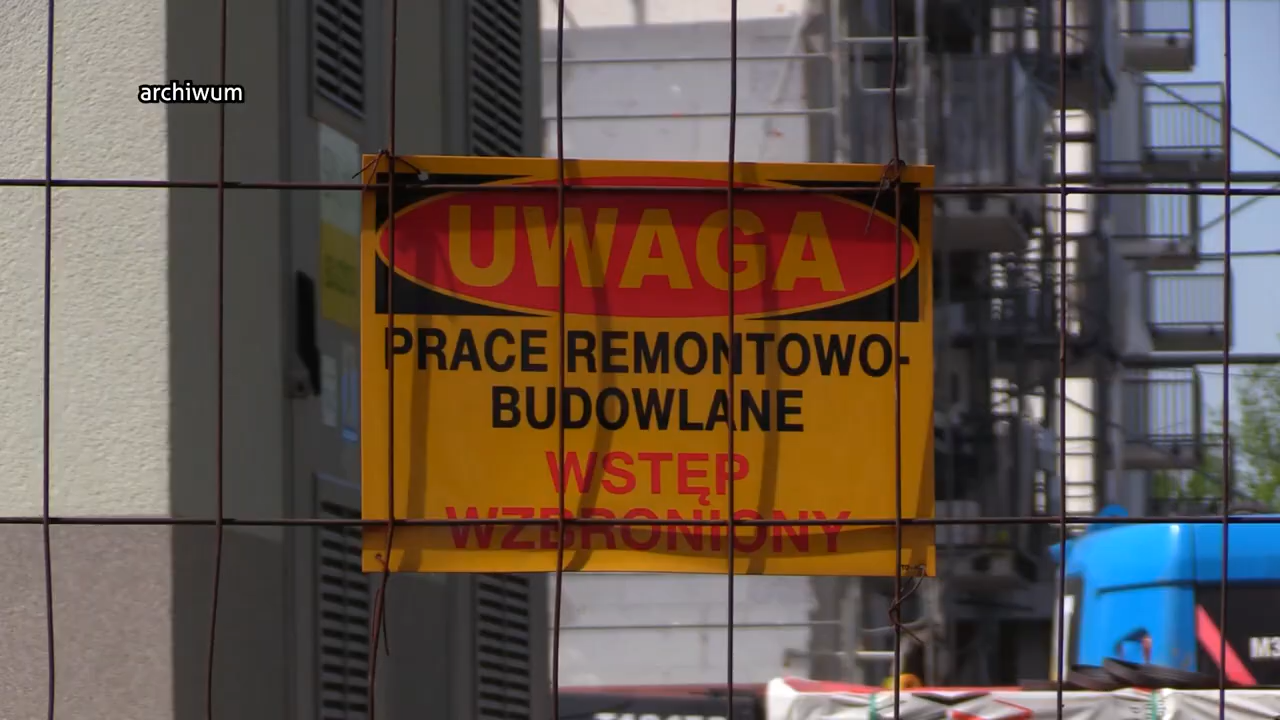 archiwum
UWAGA
PRACE REMONTOWO-
BUDOWLANE
WSTĘP
WZBRONIONY